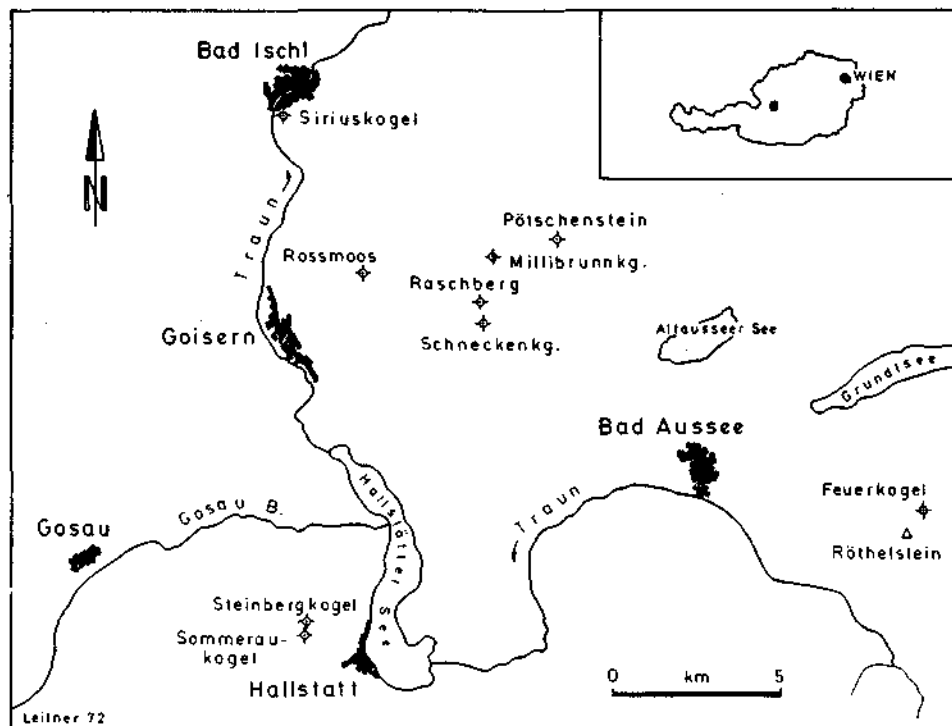 Bad Ischl
WIEN
Siriuskogel
N
Traun
Pötschenstein
Rossmoos
Millibrunnkg.
Raschberg
Schneckenkg.
Altausseer See
Goisern
Grundlsee
Bad Aussee
Hallstätter See
Feuerkogel
Gosau B.
Traun
Gosau
Röthelstein
Steinbergkogel
Sommerau-
kogel
Hallstatt
0 km 5
Leitner 72